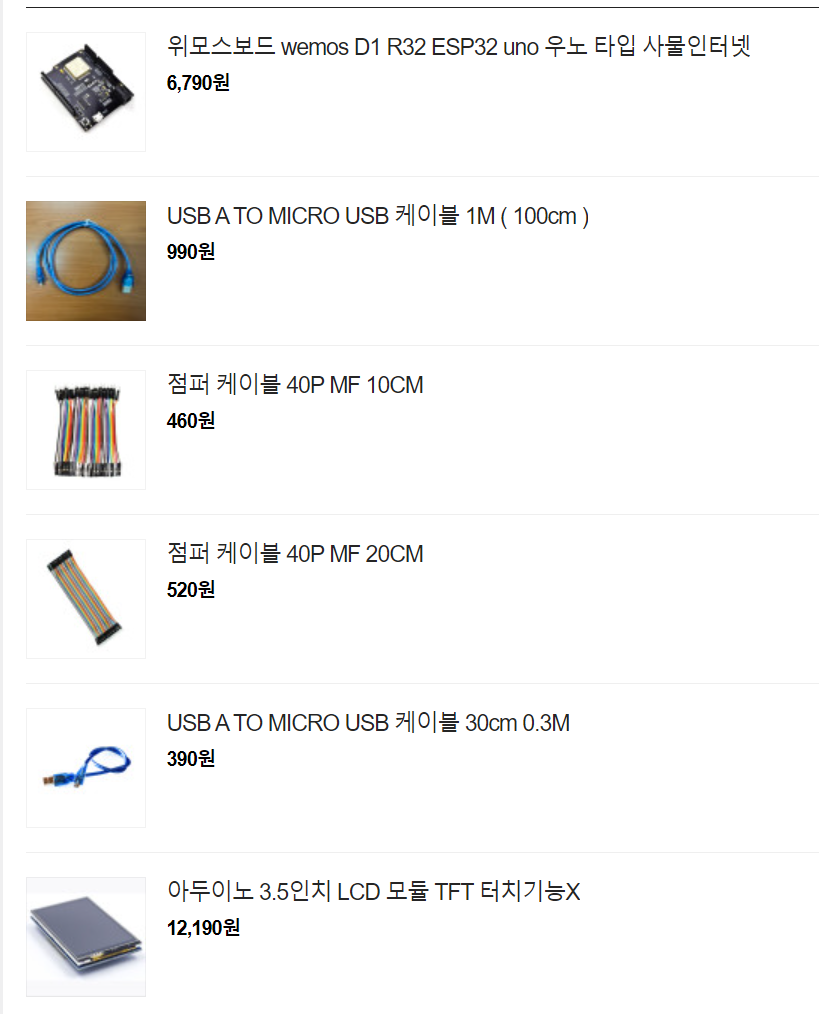 위모스보드 wemos D1 R32 ESP32 uno 우노 타입 사물인터넷
6,790원
USB A TO MICRO USB 케이블 1M ( 100cm )
990원
점퍼 케이블 40P MF 10CM
460원
점퍼 케이블 40P MF 20CM
520원
USB A TO MICRO USB 케이블 30cm 0.3M
390원
아두이노 3.5인치 LCD 모듈 TFT 터치기능X
12,190원